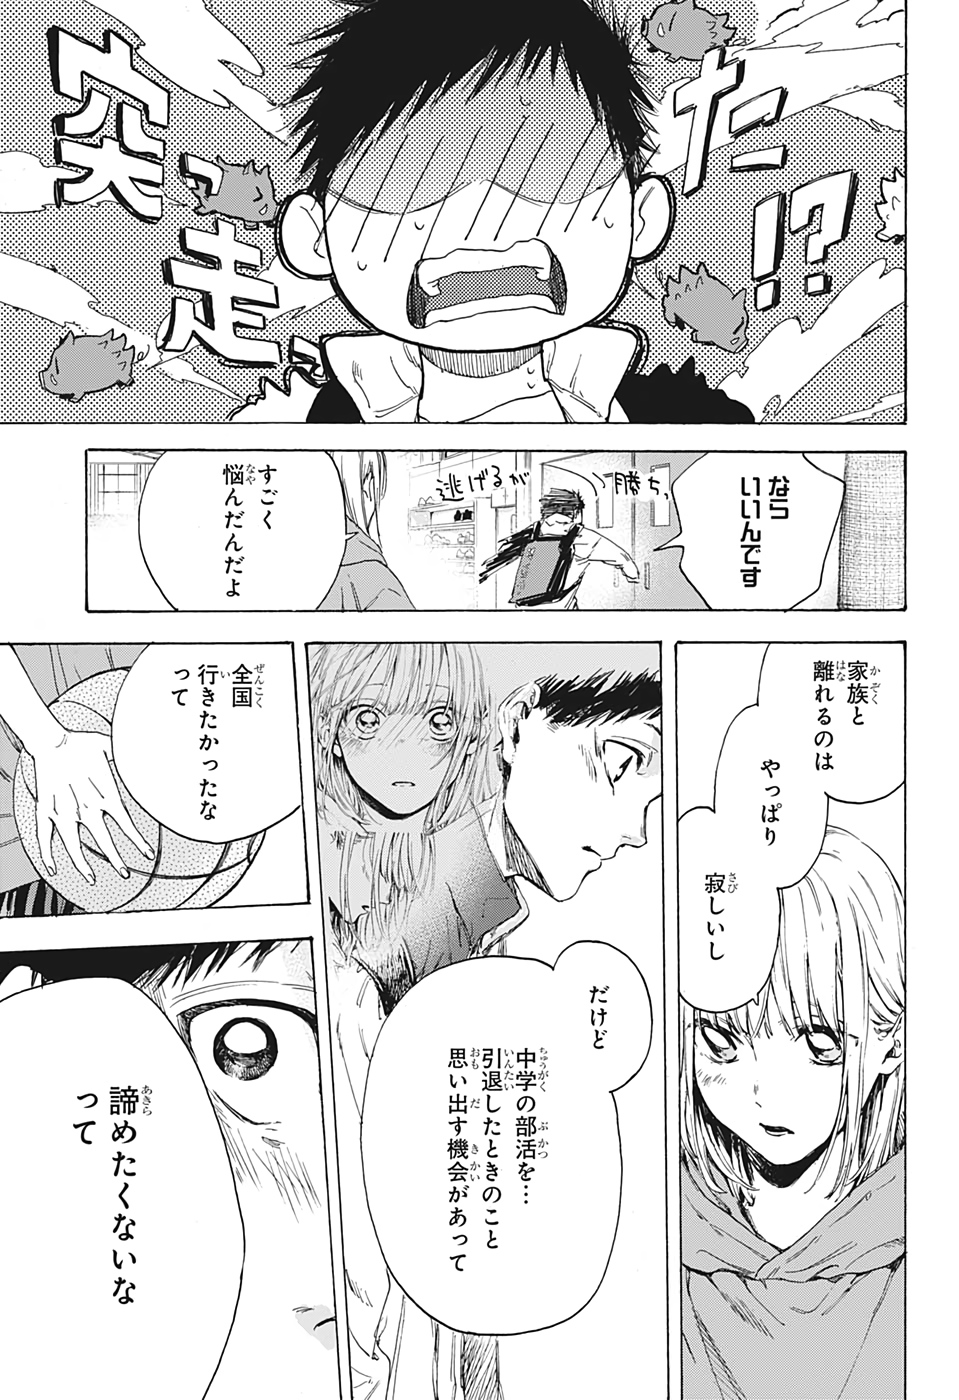 突っ走
った!?
なら
いいんです
勝ち逃げるが
すごく
悩んだんだよ
家族と
離れるのは
やっぱり
寂しいし
だけど
中学の部活を…
引退したときのこと
思い出す機会があって
全国
行きたかったな
って
諦めたくないな
って